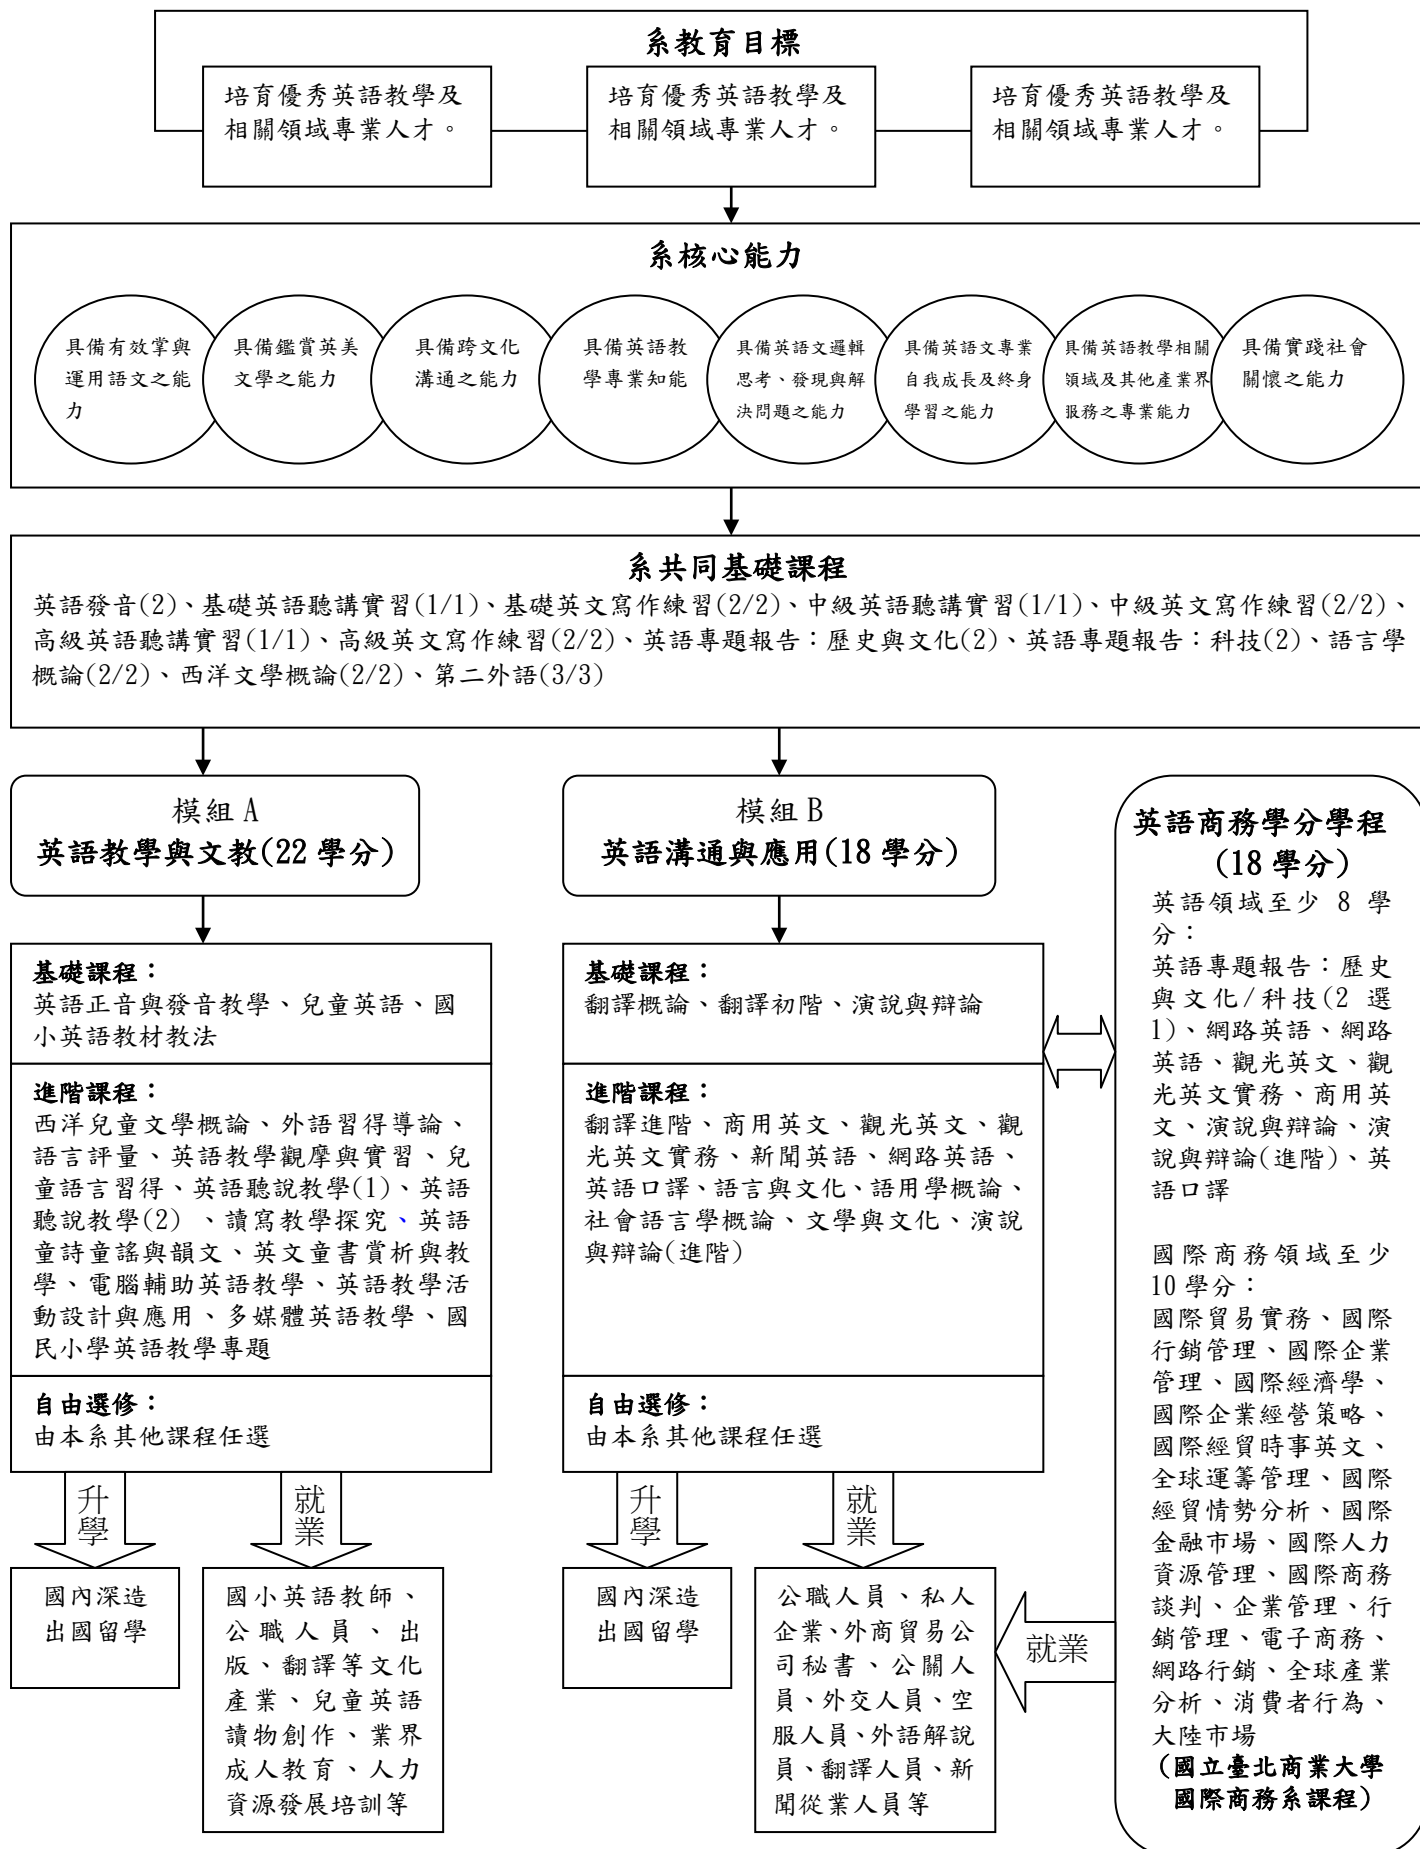 系教育目標
培育優秀英語教學及
相關領域專業人才。
培育優秀英語教學及
相關領域專業人才。
培育優秀英語教學及
相關領域專業人才。
系核心能力
具備有效掌與
運用語文之能
力
具備鑑賞英美
文學之能力
具備跨文化
溝通之能力
具備英語教
學專業知能
具備英語文邏輯
思考、發現與解
決問題之能力
具備英語文專業
自我成長及終身
學習之能力
具備英語教學相關
領域及其他產業界
服務之專業能力
具備實踐社會
關懷之能力
系共同基礎課程
英語發音(2)、基礎英語聽講實習(1/1)、基礎英文寫作練習(2/2)、中級英語聽講實習(1/1)、中級英文寫作練習(2/2)、
高級英語聽講實習(1/1)、高級英文寫作練習(2/2)、英語專題報告：歷史與文化(2)、英語專題報告：科技(2)、語言學
概論(2/2)、西洋文學概論(2/2)、第二外語(3/3)
模組 A
英語教學與文教(22 學分)
基礎課程：
英語正音與發音教學、兒童英語、國
小英語教材教法
進階課程：
西洋兒童文學概論、外語習得導論、
語言評量、英語教學觀摩與實習、兒
童語言習得、英語聽說教學(1)、英語
聽說教學(2) 、讀寫教學探究、英語
童詩童謠與韻文、英文童書賞析與教
學、電腦輔助英語教學、英語教學活
動設計與應用、多媒體英語教學、國
民小學英語教學專題
自由選修：
由本系其他課程任選
升學
就業
國內深造
出國留學
國小英語教師、
公職人員、出
版、翻譯等文化
產業、兒童英語
讀物創作、業界
成人教育、人力
資源發展培訓等
模組 B
英語溝通與應用(18 學分)
基礎課程：
翻譯概論、翻譯初階、演說與辯論
進階課程：
翻譯進階、商用英文、觀光英文、觀
光英文實務、新聞英語、網路英語、
英語口譯、語言與文化、語用學概論、
社會語言學概論、文學與文化、演說
與辯論(進階)
自由選修：
由本系其他課程任選
升學
就業
國內深造
出國留學
公職人員、私人
企業、外商貿易公
司秘書、公關人
員、外交人員、空
服人員、外語解說
員、翻譯人員、新
聞從業人員等
就業
英語商務學分學程
(18 學分)
英語領域至少 8 學
分：
英語專題報告：歷史
與文化/科技(2 選
1)、網路英語、網路
英語、觀光英文、觀
光英文實務、商用英
文、演說與辯論、演
說與辯論(進階)、英
語口譯
國際商務領域至少
10 學分：
國際貿易實務、國際
行銷管理、國際企業
管理、國際經濟學、
國際企業經營策略、
國際經貿時事英文、
全球運籌管理、國際
經貿情勢分析、國際
金融市場、國際人力
資源管理、國際商務
談判、企業管理、行
銷管理、電子商務、
網路行銷、全球產業
分析、消費者行為、
大陸市場
(國立臺北商業大學
國際商務系課程)